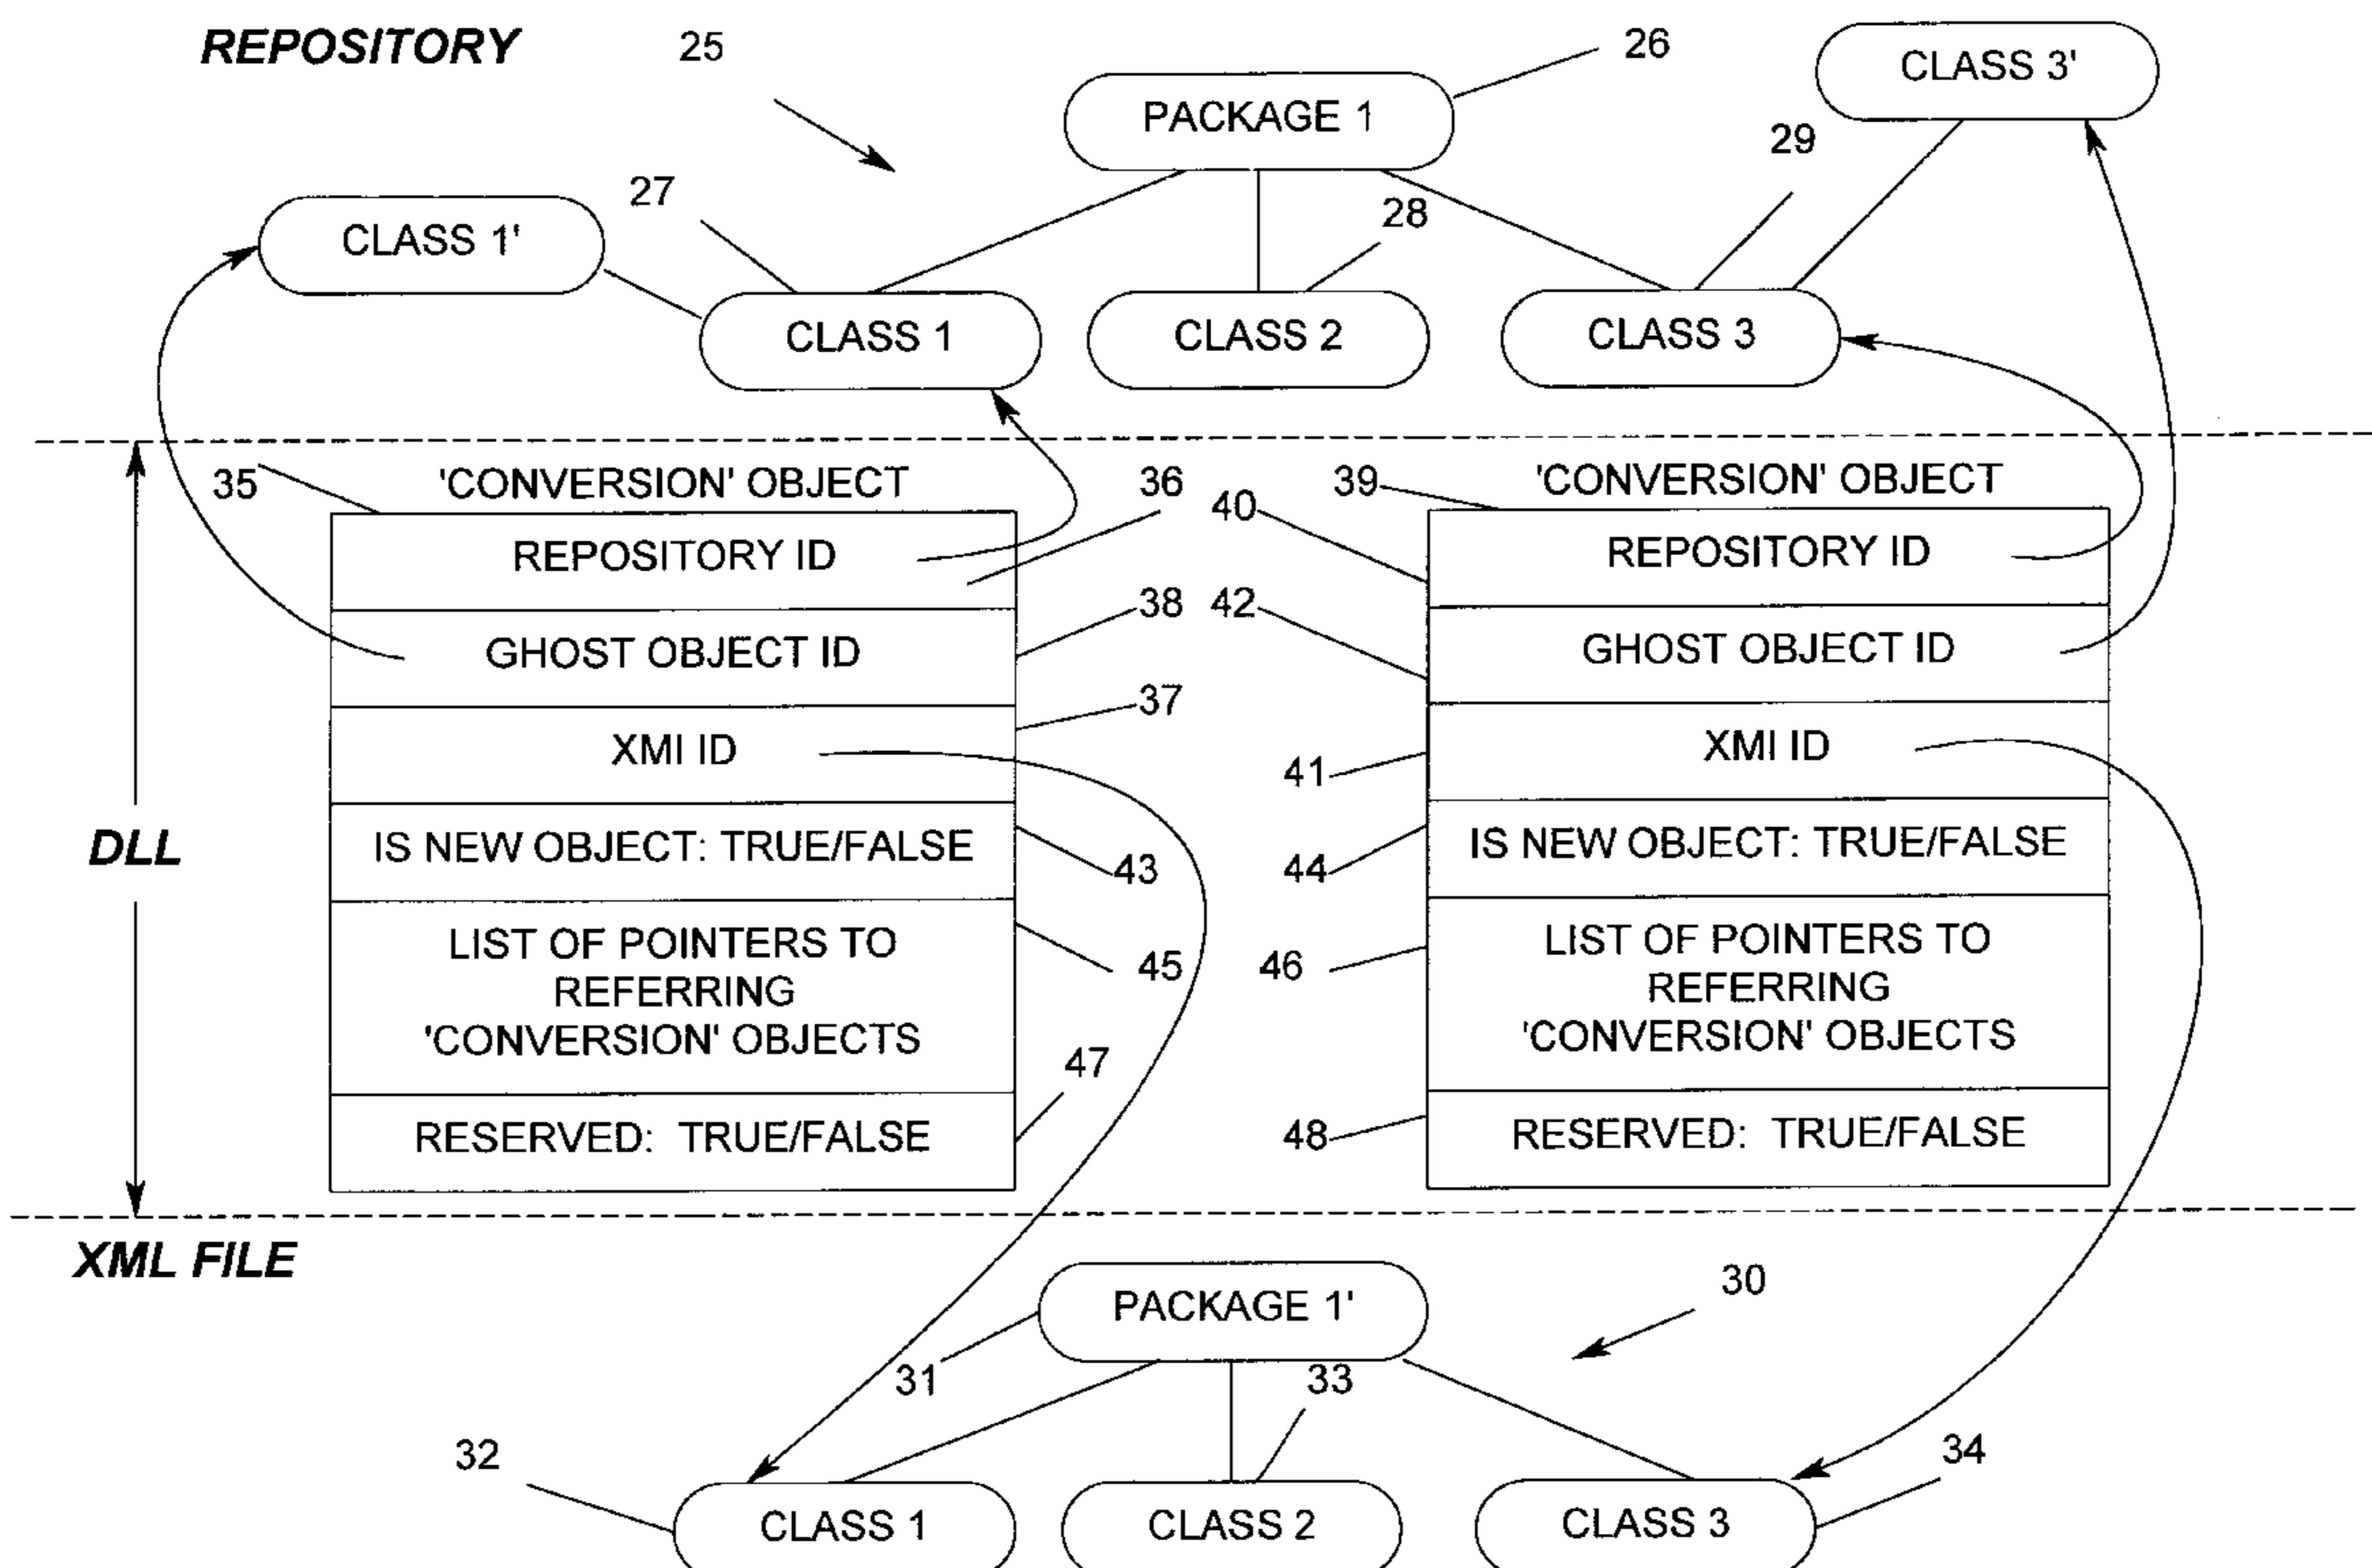 REPOSITORY
25
26
CLASS 3'
PACKAGE 1
29
27
28
CLASS 1'
CLASS 1
CLASS 2
CLASS 3
35
'CONVERSION' OBJECT
36
40
39
'CONVERSION' OBJECT
REPOSITORY ID
REPOSITORY ID
38
42
GHOST OBJECT ID
GHOST OBJECT ID
37
XMI ID
XMI ID
41
DLL
IS NEW OBJECT: TRUE/FALSE
IS NEW OBJECT: TRUE/FALSE
43
44
LIST OF POINTERS TO
REFERRING
'CONVERSION' OBJECTS
45
46
LIST OF POINTERS TO
REFERRING
'CONVERSION' OBJECTS
47
RESERVED: TRUE/FALSE
48
RESERVED: TRUE/FALSE
XML FILE
PACKAGE 1'
30
31
33
32
34
CLASS 1
CLASS 2
CLASS 3